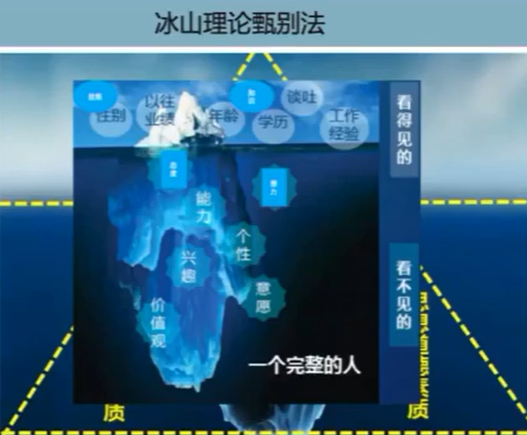 冰山理论甄别法
性别
以往
业绩
年龄
学历
谈吐
工作
经验
看得见的
能力
个性
兴趣
意愿
价值观
看不见的
一个完整的人
质
质